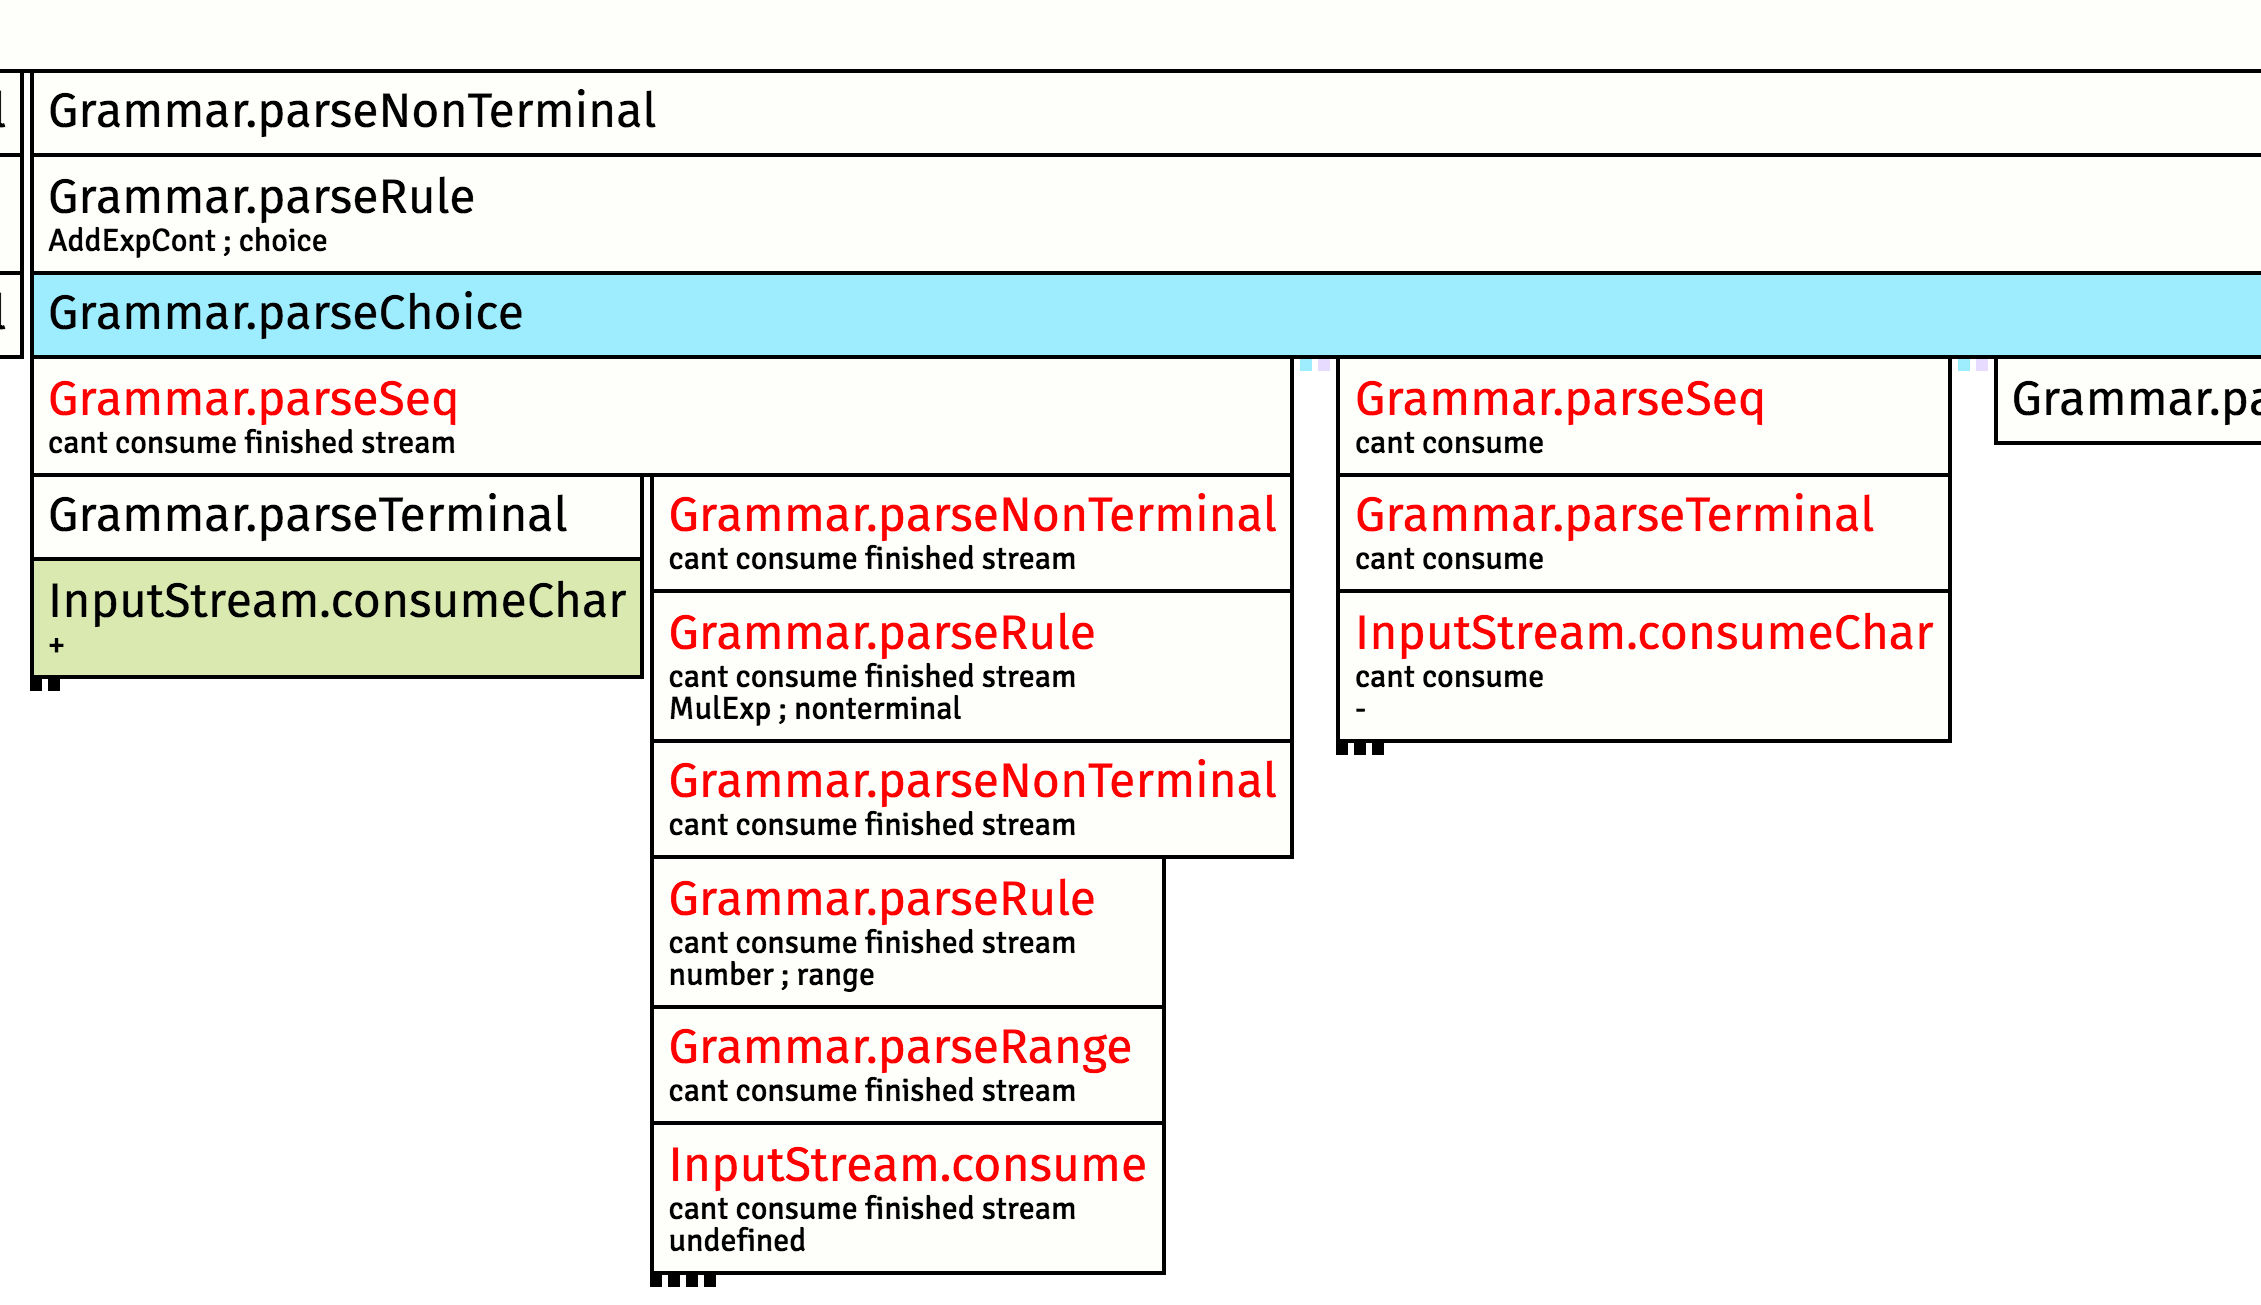 Grammar.parseNonTerminal
Grammar.parseRule
AddExpCont ; choice
Grammar.parseChoice
Grammar.parseSeq
cant consume finished stream
Grammar.parseTerminal
InputStream.consumeChar
+
Grammar.parseNonTerminal
cant consume finished stream
Grammar.parseRule
cant consume finished stream
MulExp ; nonterminal
Grammar.parseNonTerminal
cant consume finished stream
Grammar.parseRule
cant consume finished stream
number ; range
Grammar.parseRange
cant consume finished stream
InputStream.consume
cant consume finished stream
undefined
Grammar.parseSeq
cant consume
Grammar.parseTerminal
cant consume
InputStream.consumeChar
cant consume
-
Grammar.pa